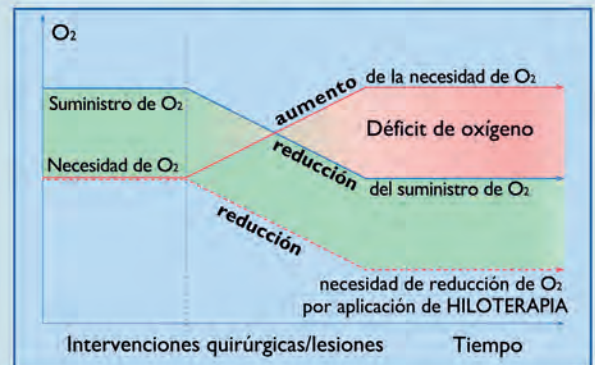 O₂
Suministro de O₂
Necesidad de O₂
aumento
de la necesidad de O₂
Déficit de oxígeno
reducción
del suministro de O₂
reducción
necesidad de reducción de O₂
por aplicación de HILOTERAPIA
Intervenciones quirúrgicas/lesiones
Tiempo